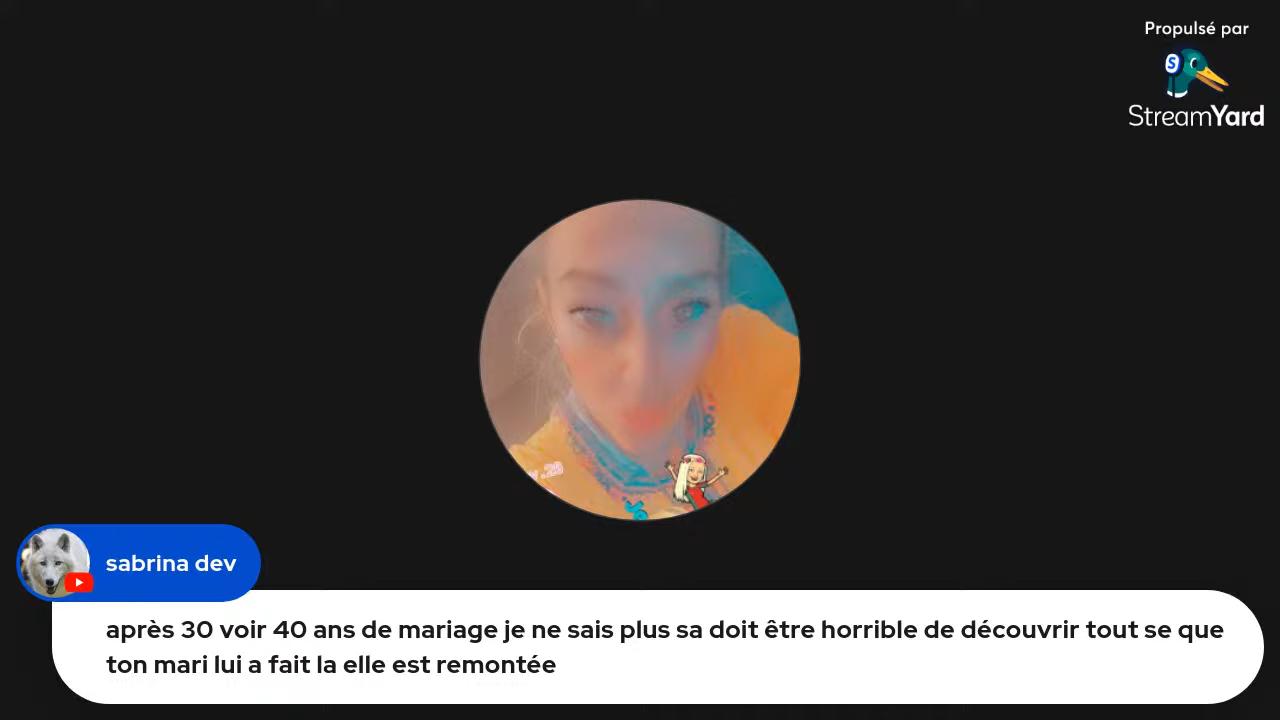 Propulsé par
StreamYard
sabrina dev
après 30 voir 40 ans de mariage je ne sais plus sa doit être horrible de découvrir tout se que
ton mari lui a fait la elle est remontée